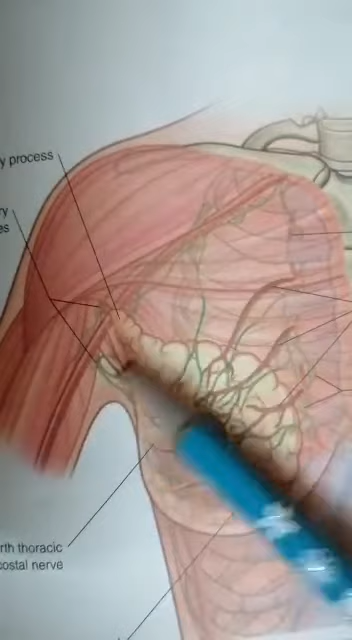 y process
ry
es
rth thoracic
costal nerve